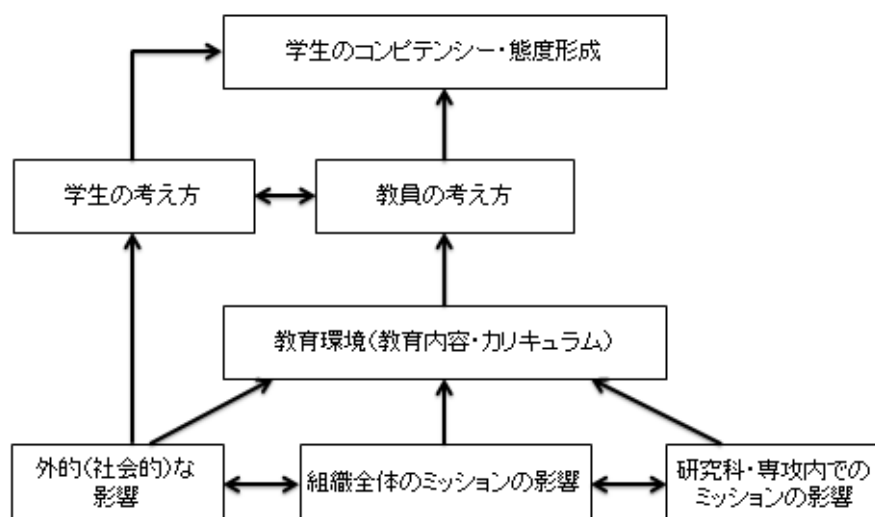 学生のコンピテンシー・態度形成
学生の考え方
教員の考え方
教育環境(教育内容・カリキュラム)
外的(社会的)な
影響
組織全体のミッションの影響
研究科・専攻内での
ミッションの影響